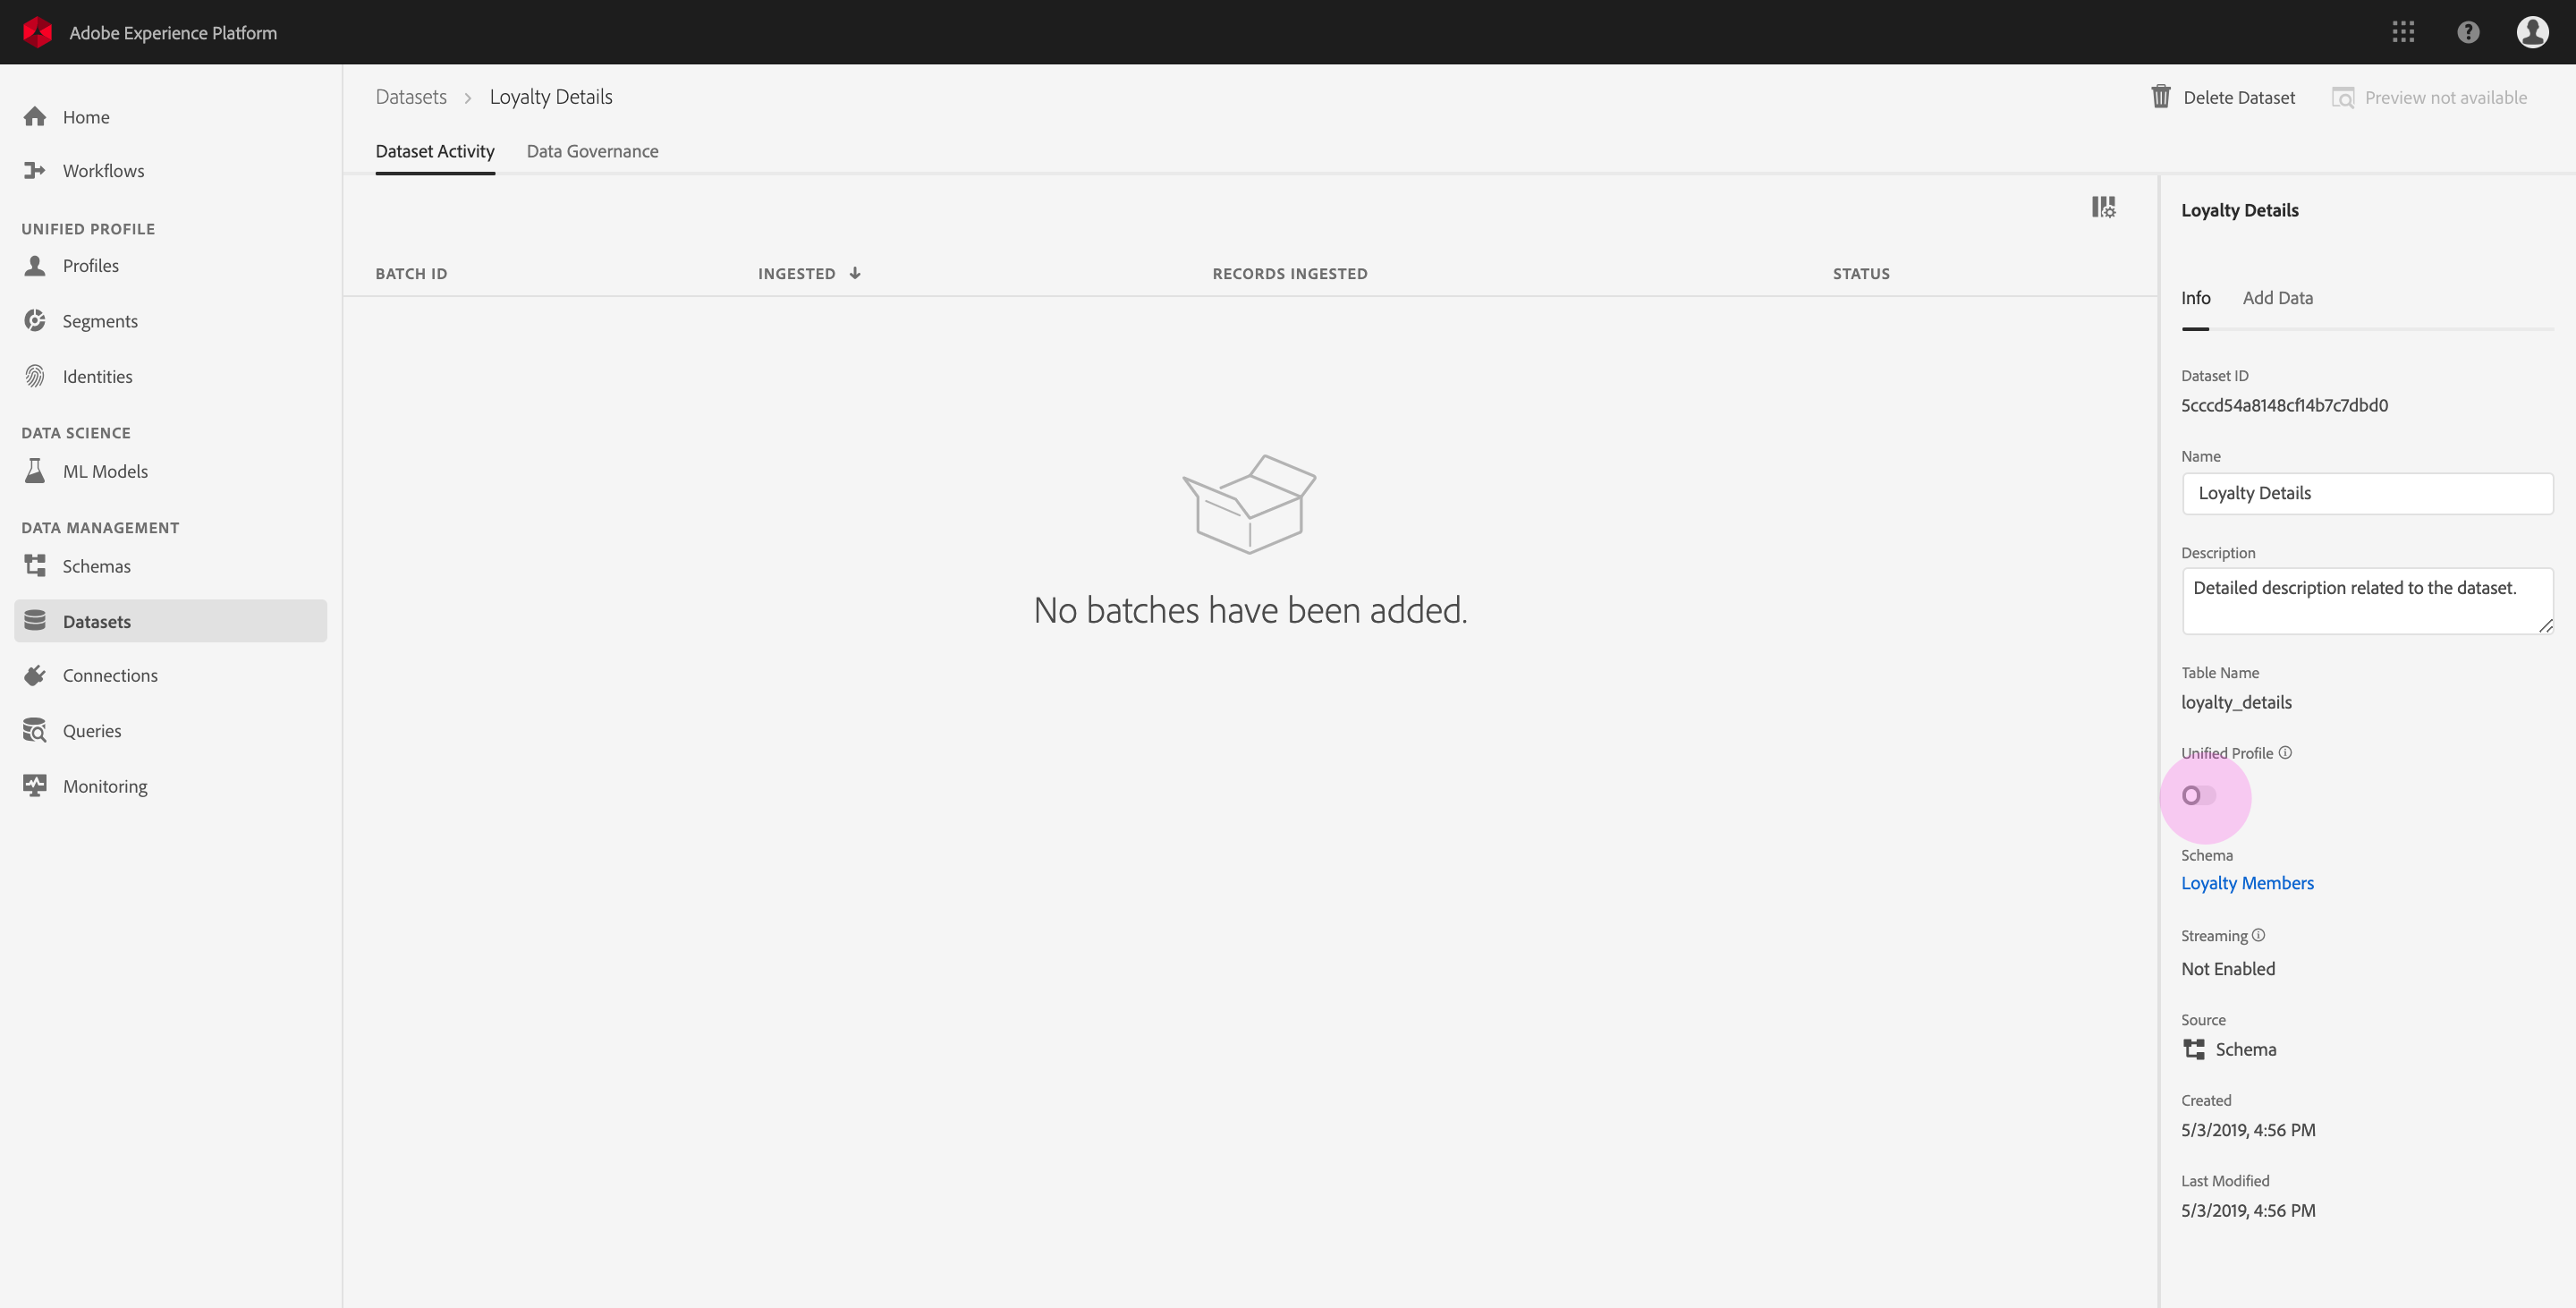 Adobe Experience Platform
Home
Workflows
UNIFIED PROFILE
Profiles
Segments
Identities
DATA SCIENCE
ML Models
DATA MANAGEMENT
Schemas
Datasets
Connections
Queries
Monitoring
Datasets > Loyalty Details
Delete Dataset
Preview not available
Dataset Activity
Data Governance
BATCH ID
INGESTED
RECORDS INGESTED
STATUS
No batches have been added.
Loyalty Details
Info
Add Data
Dataset ID
5cccd54a8148cf14b7c7dbd0
Name
Loyalty Details
Description
Detailed description related to the dataset.
Table Name
loyalty_details
Unified Profile
Schema
Loyalty Members
Streaming
Not Enabled
Source
Schema
Created
5/3/2019, 4:56 PM
Last Modified
5/3/2019, 4:56 PM